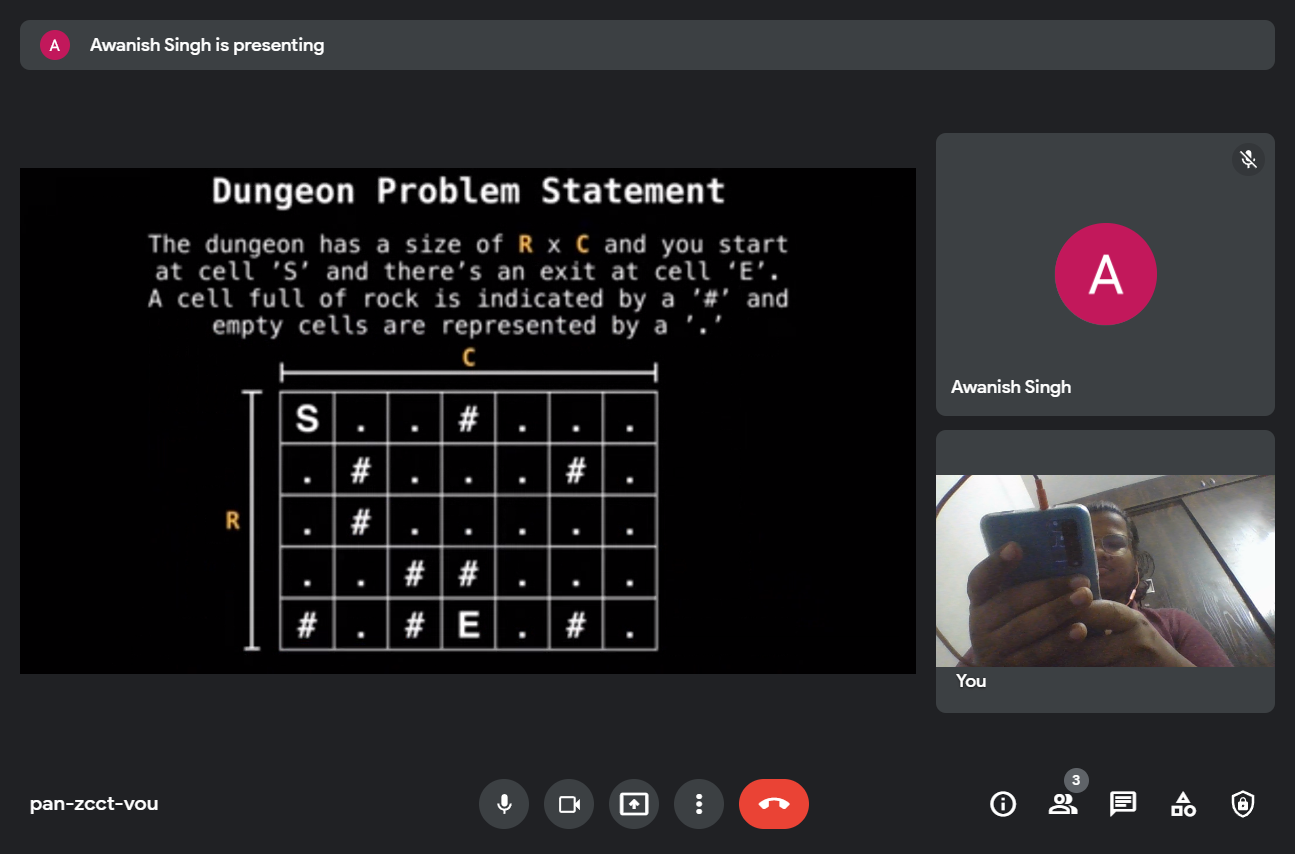 A Awanish Singh is presenting
Dungeon Problem Statement
The dungeon has a size of R x C and you start
at cell ’S’ and there’s an exit at cell ‘E’.
A cell full of rock is indicated by a ’#’ and
empty cells are represented by a ’.’
C
R
S . . # . . .
. # . . . # .
. # . . . . .
. . # # . . .
# . # E . # .
A
Awanish Singh
You
pan-zcct-vou
3